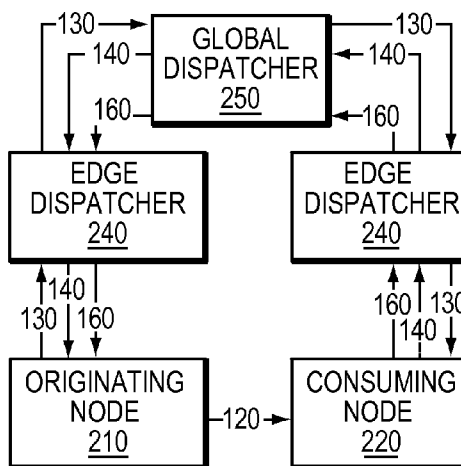 130
GLOBAL
DISPATCHER
250
130
140
140
160
160
EDGE
DISPATCHER
240
EDGE
DISPATCHER
240
130
140
160
160
140
130
ORIGINATING
NODE
210
120
CONSUMING
NODE
220